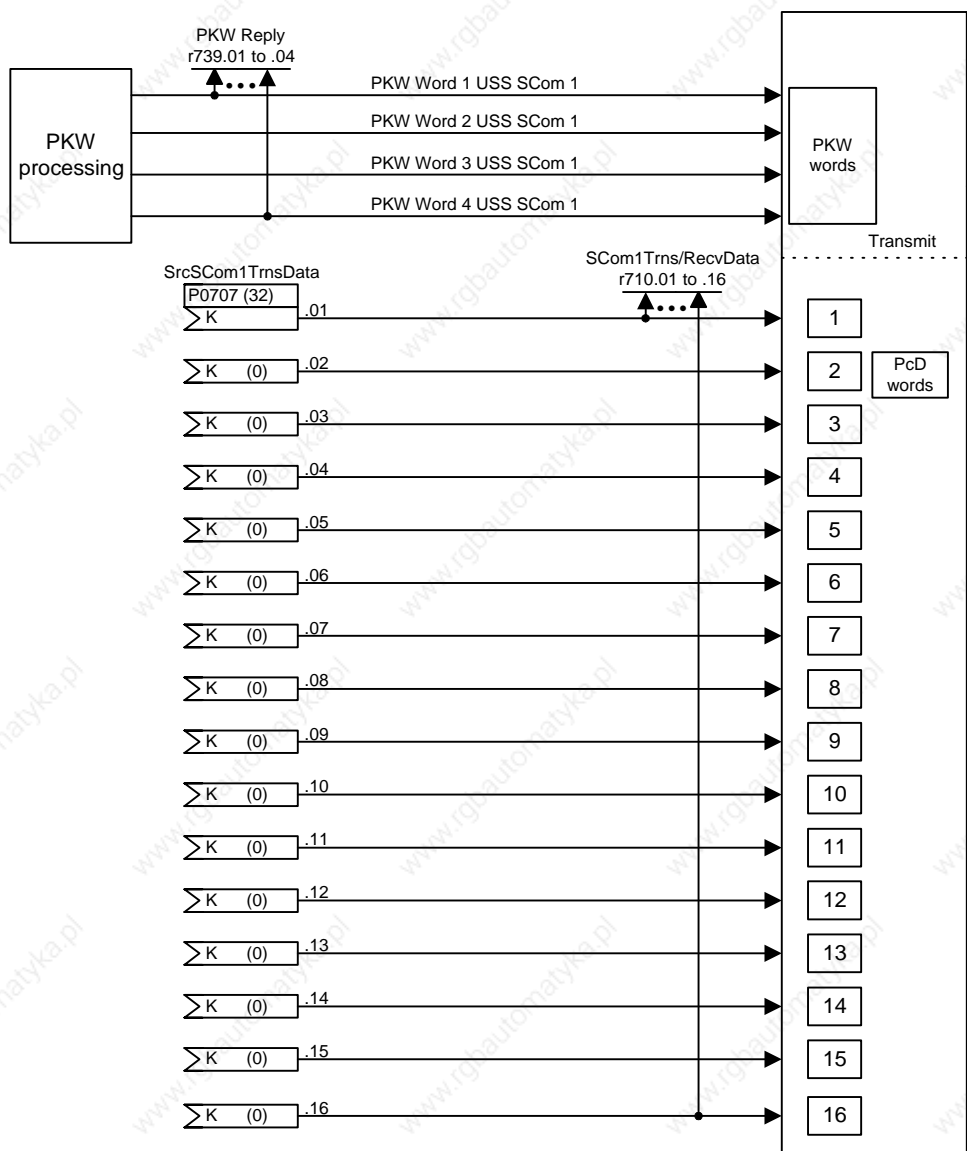 PKW Reply
r739.01 to .04
PKW processing
PKW Word 1 USS SCom 1
PKW Word 2 USS SCom 1
PKW Word 3 USS SCom 1
PKW Word 4 USS SCom 1
PKW words
Transmit
SrcSCom1TrnsData
P0707 (32)
SCom1Trns/RecvData
r710.01 to .16
K .01 1
K (0) .02 2
PcD words
K (0) .03 3
K (0) .04 4
K (0) .05 5
K (0) .06 6
K (0) .07 7
K (0) .08 8
K (0) .09 9
K (0) .10 10
K (0) .11 11
K (0) .12 12
K (0) .13 13
K (0) .14 14
K (0) .15 15
K (0) .16 16
www.rgbautomatyka.pl